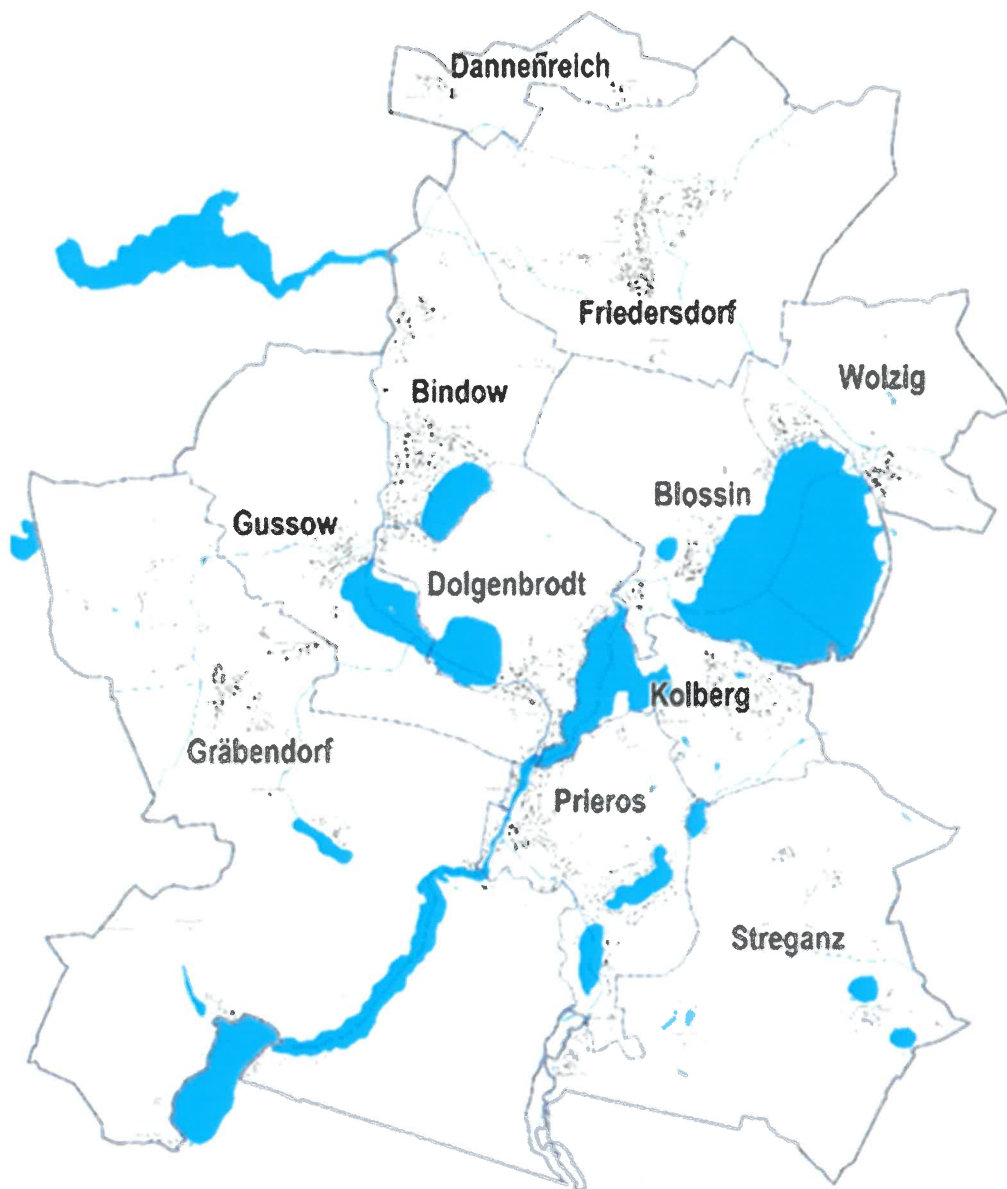 Dannenreich
Friedersdorf
Wolzig
Bindow
Blossin
Gussow
Dolgenbrodt
Kolberg
Gräbendorf
Prieros
Streganz